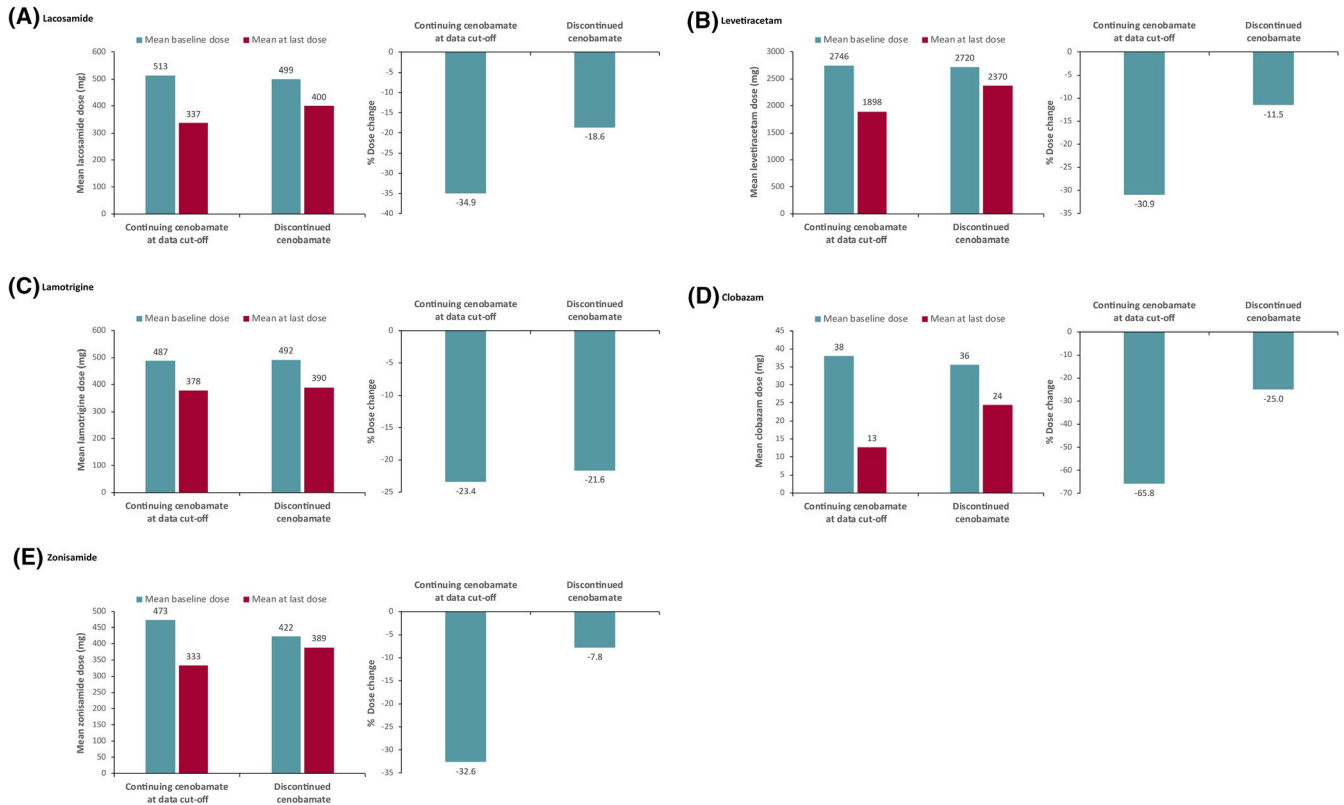 (A) Lacosamide
Mean baseline dose
Mean at last dose
Mean lacosamide dose (mg)
600
500
400
300
200
100
0
513
337
499
400
Continuing cenobamate
at data cut-off
Discontinued
cenobamate
Continuing cenobamate
at data cut-off
Discontinued
cenobamate
% Dose change
0
-5
-10
-15
-20
-25
-30
-35
-40
-34.9
-18.6
(B) Levetiracetam
Mean baseline dose
Mean at last dose
Mean levetiracetam dose (mg)
3000
2500
2000
1500
1000
500
0
2746
1898
2720
2370
Continuing cenobamate
at data cut-off
Discontinued
cenobamate
Continuing cenobamate
at data cut-off
Discontinued
cenobamate
% Dose change
0
-5
-10
-15
-20
-25
-30
-35
-30.9
-11.5
(C) Lamotrigine
Mean baseline dose
Mean at last dose
Mean lamotrigine dose (mg)
600
500
400
300
200
100
0
487
378
492
390
Continuing cenobamate
at data cut-off
Discontinued
cenobamate
Continuing cenobamate
at data cut-off
Discontinued
cenobamate
% Dose change
0
-5
-10
-15
-20
-25
-23.4
-21.6
(D) Clobazam
Mean baseline dose
Mean at last dose
Mean clobazam dose (mg)
45
40
35
30
25
20
15
10
5
0
38
13
36
24
Continuing cenobamate
at data cut-off
Discontinued
cenobamate
Continuing cenobamate
at data cut-off
Discontinued
cenobamate
% Dose change
0
-10
-20
-30
-40
-50
-60
-70
-65.8
-25.0
(E) Zonisamide
Mean baseline dose
Mean at last dose
Mean zonisamide dose (mg)
500
450
400
350
300
250
200
150
100
50
0
473
333
422
389
Continuing cenobamate
at data cut-off
Discontinued
cenobamate
Continuing cenobamate
at data cut-off
Discontinued
cenobamate
% Dose change
0
-5
-10
-15
-20
-25
-30
-35
-32.6
-7.8